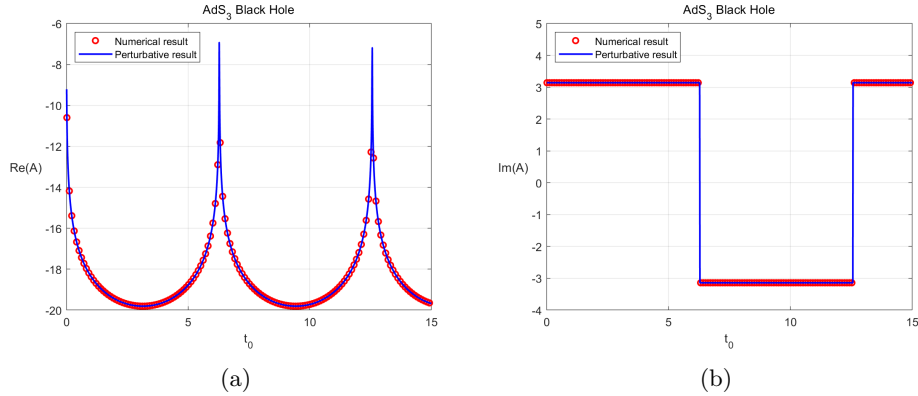 AdS₃ Black Hole
Numerical result
Perturbative result
Re(A)
-6
-8
-10
-12
-14
-16
-18
-20
0
5
10
15
t₀
(a)
AdS₃ Black Hole
Numerical result
Perturbative result
Im(A)
5
4
3
2
1
0
-1
-2
-3
-4
0
5
10
15
t₀
(b)